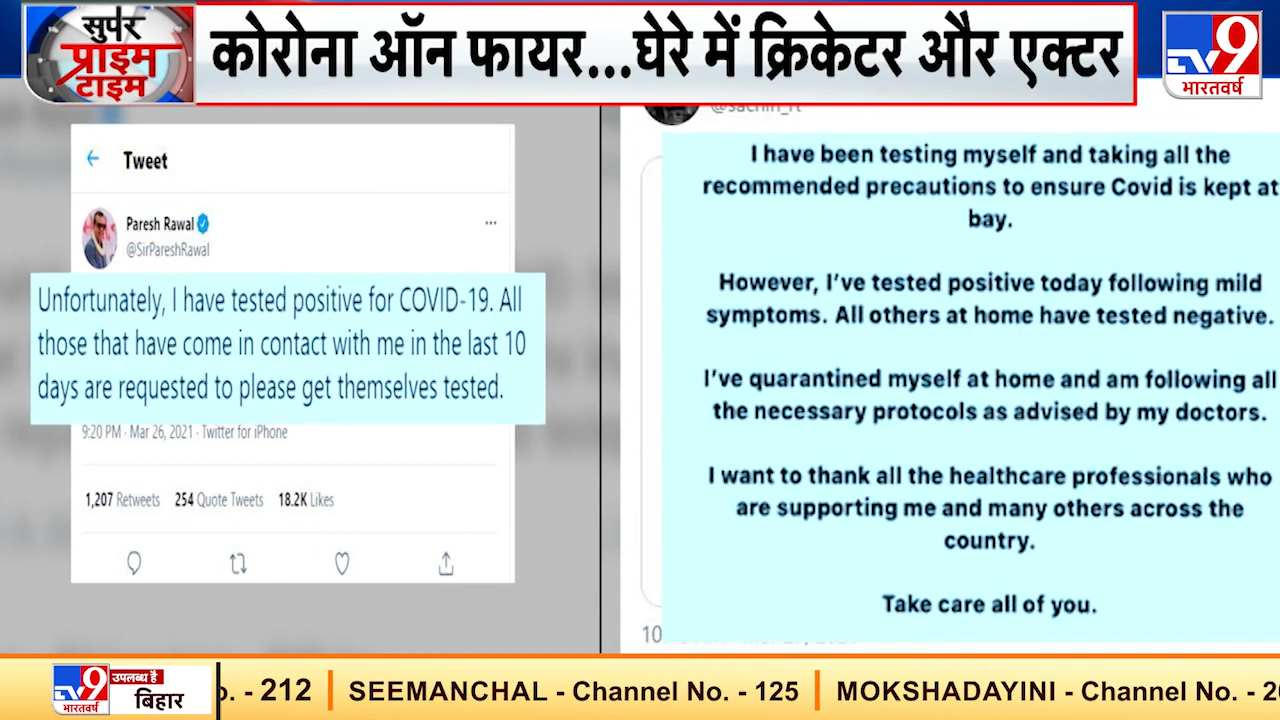 सुपर
प्राइम
टाइम
कोरोना ऑन फायर...घेरे में क्रिकेटर और एक्टर
TV9
भारतवर्ष
Tweet
Paresh Rawal
@SirPareshRawal
Unfortunately, I have tested positive for COVID-19. All
those that have come in contact with me in the last 10
days are requested to please get themselves tested.
9:20 PM · Mar 26, 2021 · Twitter for iPhone
1,207 Retweets 254 Quote Tweets 18.2K Likes
@sachin_rt
I have been testing myself and taking all the
recommended precautions to ensure Covid is kept at
bay.
However, I've tested positive today following mild
symptoms. All others at home have tested negative.
I've quarantined myself at home and am following all
the necessary protocols as advised by my doctors.
I want to thank all the healthcare professionals who
are supporting me and many others across the
country.
Take care all of you.
TV9
भारतवर्ष
उपलब्ध है
बिहार
- 212 | SEEMANCHAL - Channel No. - 125 | MOKSHADAYINI - Channel No. -